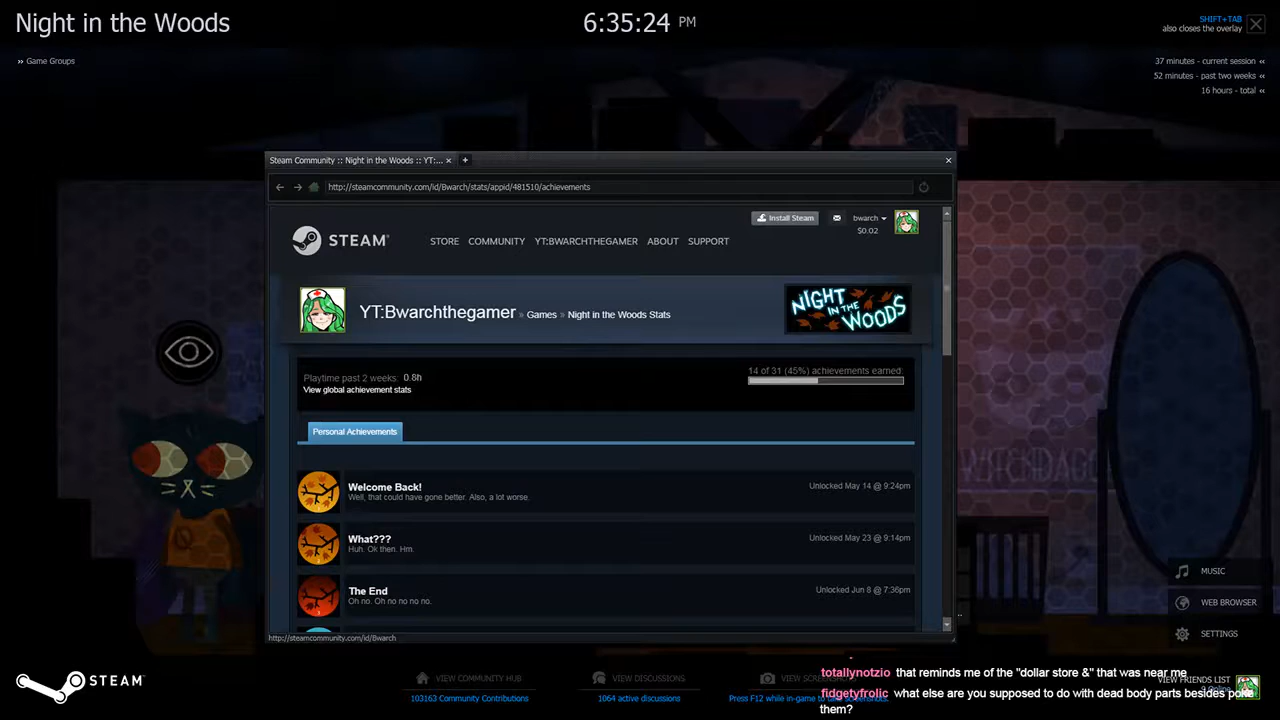 Night in the Woods
6:35:24 PM
SHIFT+TAB
also closes the overlay
›› Game Groups
37 minutes - current session ‹‹
52 minutes - past two weeks ‹‹
16 hours - total ‹‹
Steam Community :: Night in the Woods :: YT:... × +
http://steamcommunity.com/id/Bwarch/stats/appid/481510/achievements
Install Steam
bwarch
$0.02
STEAM®
STORE COMMUNITY YT:BWARCHTHEGAMER ABOUT SUPPORT
YT:Bwarchthegamer » Games » Night in the Woods Stats
NIGHT IN THE WOODS
Playtime past 2 weeks: 0.8h
View global achievement stats
14 of 31 (45%) achievements earned:
Personal Achievements
Welcome Back!
Well, that could have gone better. Also, a lot worse.
Unlocked May 14 @ 9:24pm
What???
Huh. Ok then. Hm.
Unlocked May 23 @ 9:14pm
The End
Oh no. Oh no no no no.
Unlocked Jun 8 @ 7:36pm
http://steamcommunity.com/id/Bwarch
MUSIC
WEB BROWSER
SETTINGS
STEAM
VIEW COMMUNITY HUB
103163 Community Contributions
VIEW DISCUSSIONS
1064 active discussions
VIEW
Press F12 while in-game to
VIEW FRIENDS LIST
totallynotzio that reminds me of the "dollar store &" that was near me
fidgetyfrolic what else are you supposed to do with dead body parts besides poke
them?